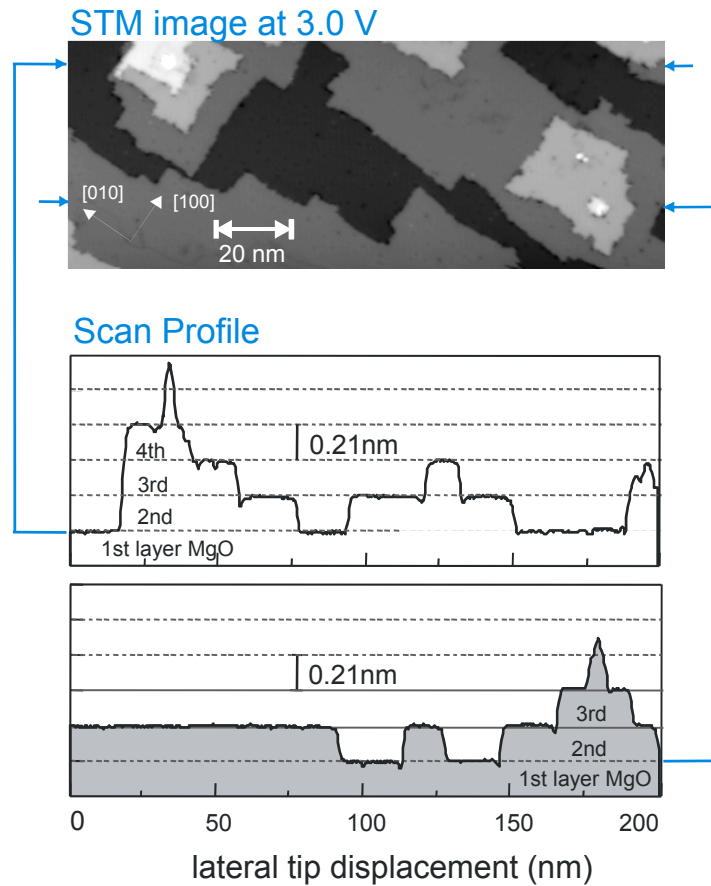 STM image at 3.0 V
[010]
[100]
20 nm
Scan Profile
0.21nm
4th
3rd
2nd
1st layer MgO
0.21nm
3rd
2nd
1st layer MgO
0 50 100 150 200
lateral tip displacement (nm)